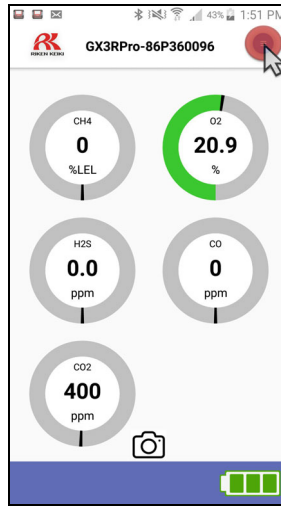 43% 1:51 PM
RIKEN KEIKI
GX3RPro-86P360096
CH4
0
%LEL
O2
20.9
%
H2S
0.0
ppm
CO
0
ppm
CO2
400
ppm